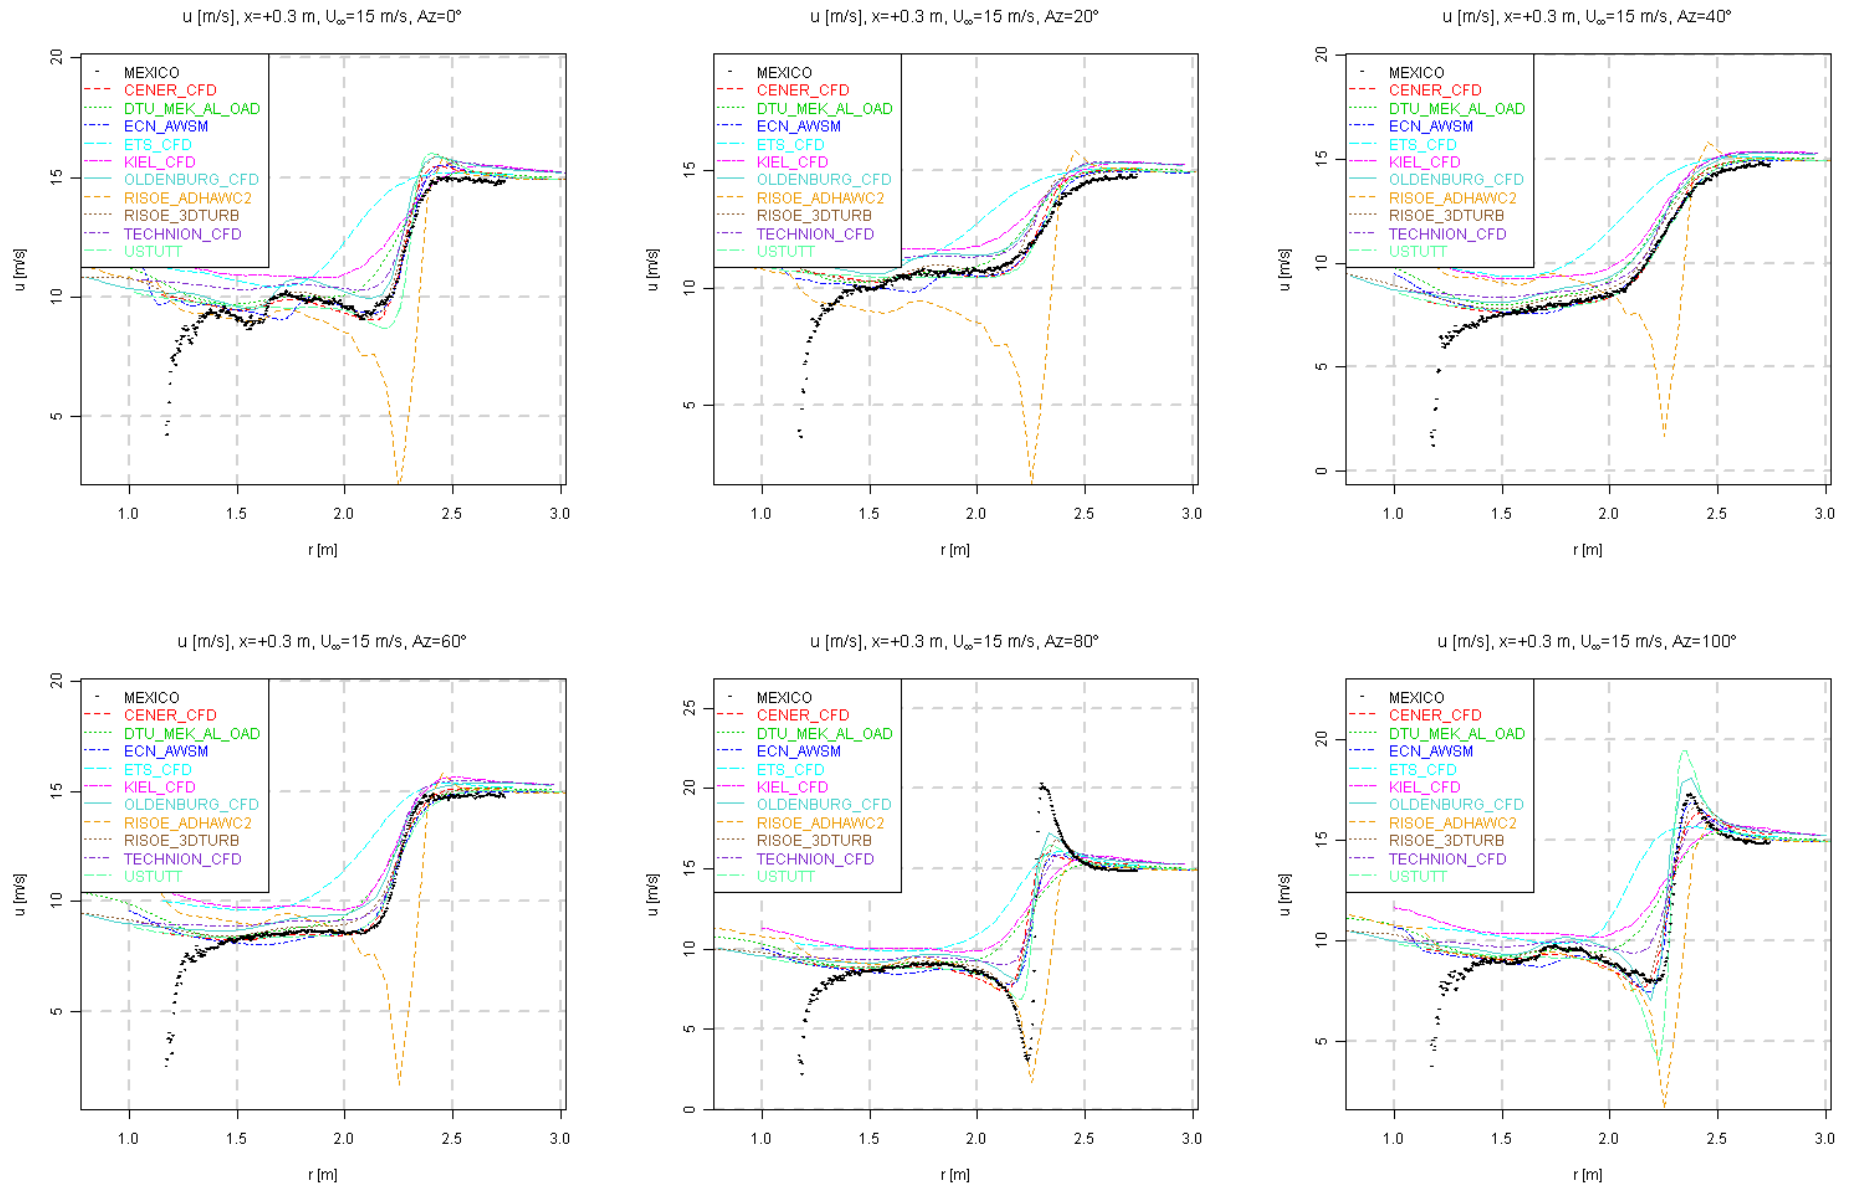 u [m/s], x=+0.3 m, U∞=15 m/s, Az=0°
20
15
10
5
u [m/s]
MEXICO
CENER_CFD
DTU_MEK_AL_OAD
ECN_AWSM
ETS_CFD
KIEL_CFD
OLDENBURG_CFD
RISOE_ADHAWC2
RISOE_3DTURB
TECHNION_CFD
USTUTT
1.0 1.5 2.0 2.5 3.0
r [m]
u [m/s], x=+0.3 m, U∞=15 m/s, Az=20°
15
10
5
u [m/s]
MEXICO
CENER_CFD
DTU_MEK_AL_OAD
ECN_AWSM
ETS_CFD
KIEL_CFD
OLDENBURG_CFD
RISOE_ADHAWC2
RISOE_3DTURB
TECHNION_CFD
USTUTT
1.0 1.5 2.0 2.5 3.0
r [m]
u [m/s], x=+0.3 m, U∞=15 m/s, Az=40°
20
15
10
5
0
u [m/s]
MEXICO
CENER_CFD
DTU_MEK_AL_OAD
ECN_AWSM
ETS_CFD
KIEL_CFD
OLDENBURG_CFD
RISOE_ADHAWC2
RISOE_3DTURB
TECHNION_CFD
USTUTT
1.0 1.5 2.0 2.5 3.0
r [m]
u [m/s], x=+0.3 m, U∞=15 m/s, Az=60°
20
15
10
5
u [m/s]
MEXICO
CENER_CFD
DTU_MEK_AL_OAD
ECN_AWSM
ETS_CFD
KIEL_CFD
OLDENBURG_CFD
RISOE_ADHAWC2
RISOE_3DTURB
TECHNION_CFD
USTUTT
1.0 1.5 2.0 2.5 3.0
r [m]
u [m/s], x=+0.3 m, U∞=15 m/s, Az=80°
25
20
15
10
5
0
u [m/s]
MEXICO
CENER_CFD
DTU_MEK_AL_OAD
ECN_AWSM
ETS_CFD
KIEL_CFD
OLDENBURG_CFD
RISOE_ADHAWC2
RISOE_3DTURB
TECHNION_CFD
USTUTT
1.0 1.5 2.0 2.5 3.0
r [m]
u [m/s], x=+0.3 m, U∞=15 m/s, Az=100°
20
15
10
5
u [m/s]
MEXICO
CENER_CFD
DTU_MEK_AL_OAD
ECN_AWSM
ETS_CFD
KIEL_CFD
OLDENBURG_CFD
RISOE_ADHAWC2
RISOE_3DTURB
TECHNION_CFD
USTUTT
1.0 1.5 2.0 2.5 3.0
r [m]